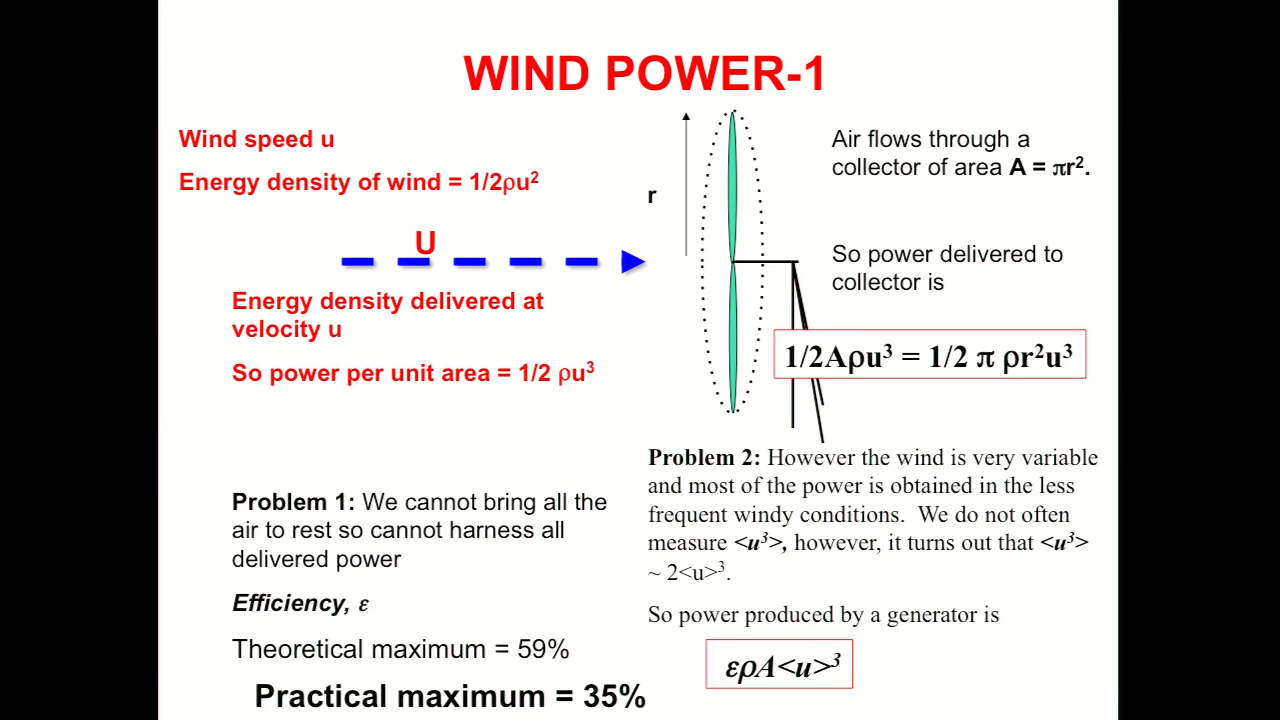 WIND POWER-1
Wind speed u
Energy density of wind = 1/2ρu²
U
Energy density delivered at
velocity u
So power per unit area = 1/2 ρu³
r
Air flows through a
collector of area A = πr².
So power delivered to
collector is
1/2Aρu³ = 1/2 π ρr²u³
Problem 1: We cannot bring all the
air to rest so cannot harness all
delivered power
Efficiency, ε
Theoretical maximum = 59%
Practical maximum = 35%
Problem 2: However the wind is very variable
and most of the power is obtained in the less
frequent windy conditions. We do not often
measure <u³>, however, it turns out that <u³>
~ 2<u>³.
So power produced by a generator is
ερA<u>³